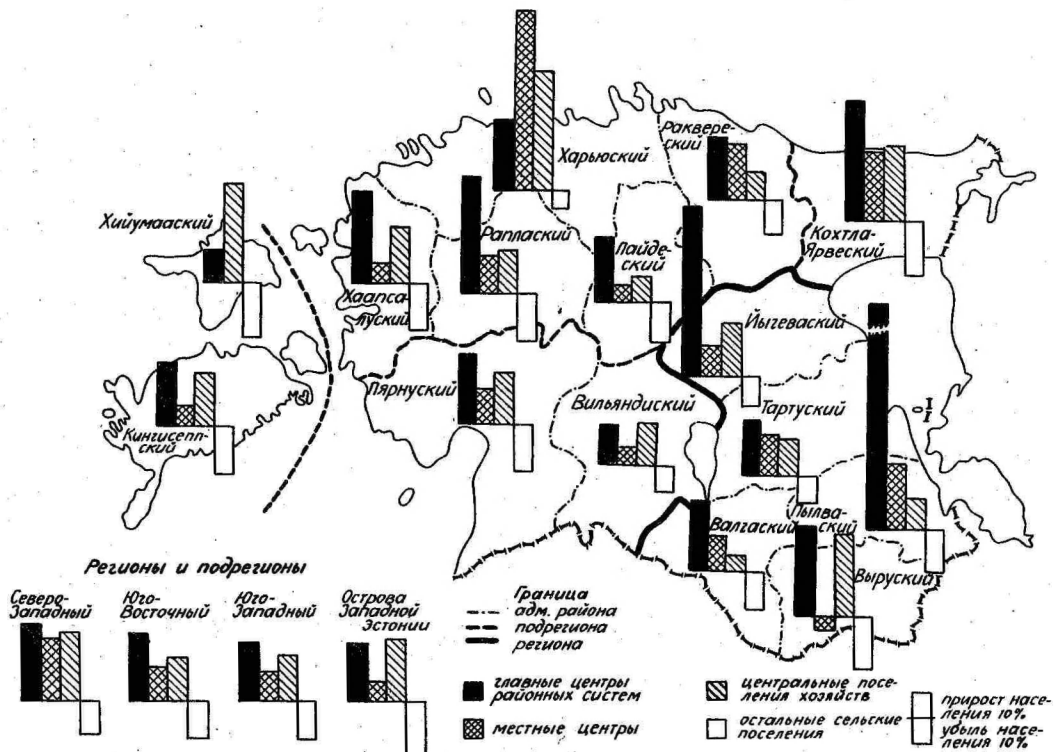 Раквере-
ский
Харьюский
Хийумааский
Раплаский
Пайде-
ский
Кохтла-
Ярвеский
Хаапса-
луский
Йыгеваский
Пярнуский
Вильяндиский
Тартуский
Кингисепп-
ский
Пылва-
ский
Валгаский
Выруский
Регионы и подрегионы
Северо-
Западный
Юго-
Восточный
Юго-
Западный
Острова
Западной
Эстонии
Граница
адм. района
подрегиона
региона
главные центры
районных систем
местные центры
центральные посе-
ления хозяйств
остальные сельские
поселения
прирост насе-
ления 10%
убыль насе-
ления 10%